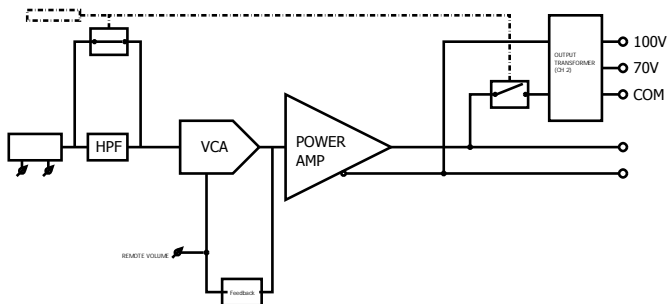 100V
OUTPUT
TRANSFORMER
(CH 2)
70V
COM
HPF
VCA
POWER
AMP
REMOTE VOLUME
Feedback